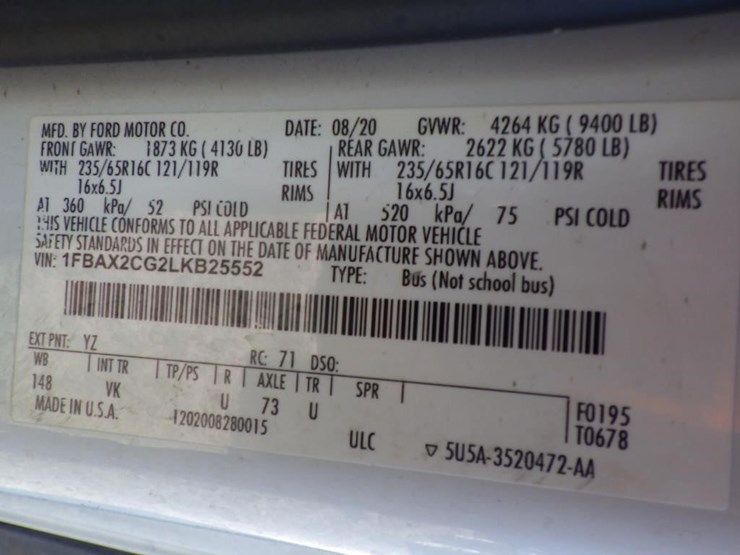 MFD. BY FORD MOTOR CO. DATE: 08/20 GVWR: 4264 KG ( 9400 LB)
FRONT GAWR: 1873 KG ( 4130 LB) REAR GAWR: 2622 KG ( 5780 LB)
WITH 235/65R16C 121/119R TIRES WITH 235/65R16C 121/119R TIRES
16x6.5J RIMS 16x6.5J RIMS
AT 360 kPa/ 52 PSI COLD AT 520 kPa/ 75 PSI COLD
THIS VEHICLE CONFORMS TO ALL APPLICABLE FEDERAL MOTOR VEHICLE
SAFETY STANDARDS IN EFFECT ON THE DATE OF MANUFACTURE SHOWN ABOVE.
VIN: 1FBAX2CG2LKB25552 TYPE: Bus (Not school bus)
EXT PNT: YZ RC: 71 DSO:
WB INT TR TP/PS R AXLE TR SPR
148 VK U 73 U F0195
MADE IN U.S.A. 1202008280015 T0678
ULC ▽ 5U5A-3520472-AA